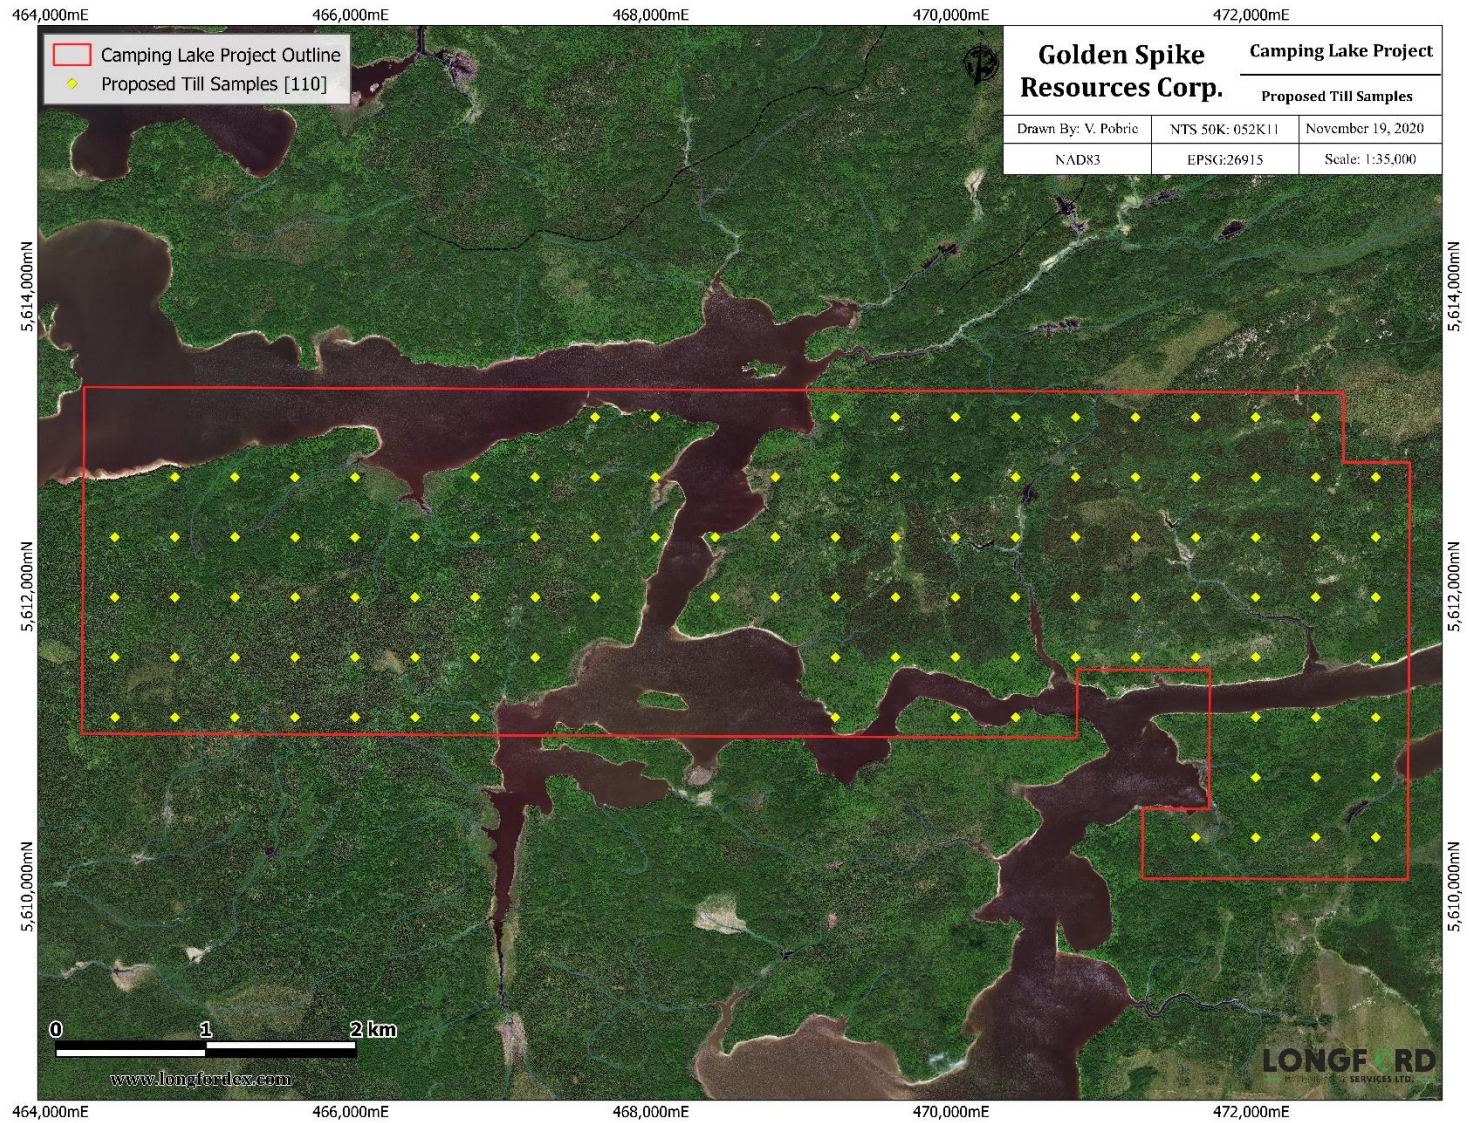 464,000mE
466,000mE
468,000mE
470,000mE
472,000mE
Camping Lake Project Outline
Proposed Till Samples [110]
Golden Spike
Resources Corp.
Camping Lake Project
Proposed Till Samples
Drawn By: V. Pobric
NTS 50K: 052K11
November 19, 2020
NAD83
EPSG:26915
Scale: 1:35,000
5,614,000mN
5,614,000mN
5,612,000mN
5,612,000mN
5,610,000mN
5,610,000mN
0
1
2 km
www.longfordex.com
LONGFORD
SERVICES LTD.
464,000mE
466,000mE
468,000mE
470,000mE
472,000mE